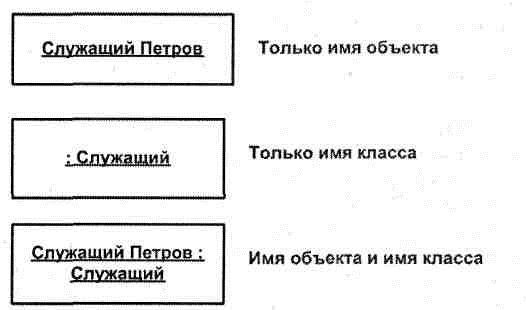 Служащий Петров
Только имя объекта
: Служащий
Только имя класса
Служащий Петров :
Служащий
Имя объекта и имя класса